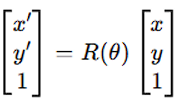 [x′ y′ 1] = R(θ) [x y 1]